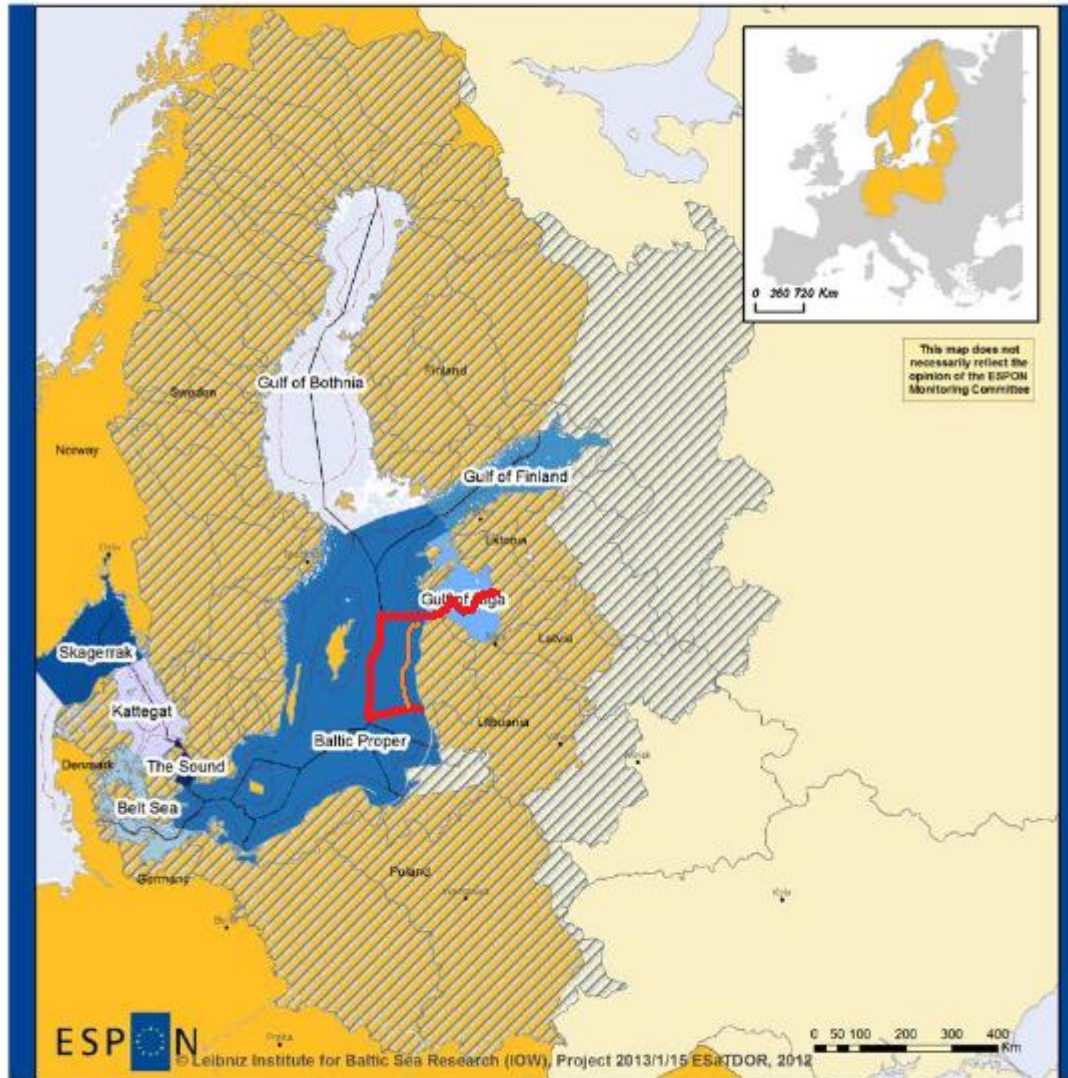 0 360 720 Km
This map does not
necessarily reflect the
opinion of the ESPON
Monitoring Committee
Gulf of Bothnia
Finland
Sweden
Norway
Gulf of Finland
Oslo
Gulf of Riga
Latvia
Skagerrak
Kattegat
Lithuania
Baltic Proper
Denmark
The Sound
Belt Sea
Germany
Poland
Kyiv
0 50 100 200 300 400
Km
ESPON
© Leibniz Institute for Baltic Sea Research (IOW), Project 2013/1/15 ESaTDOR, 2012